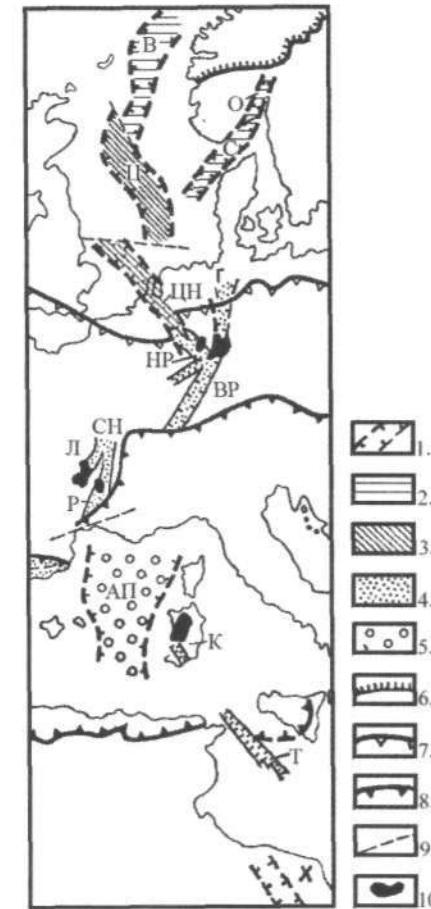 В
О
С
Ц
ЦН
Г
НР
ВР
СН
Л
Р
АП
К
Т
Х
1.
2.
3.
4.
5.
6.
7.
8.
9.
10